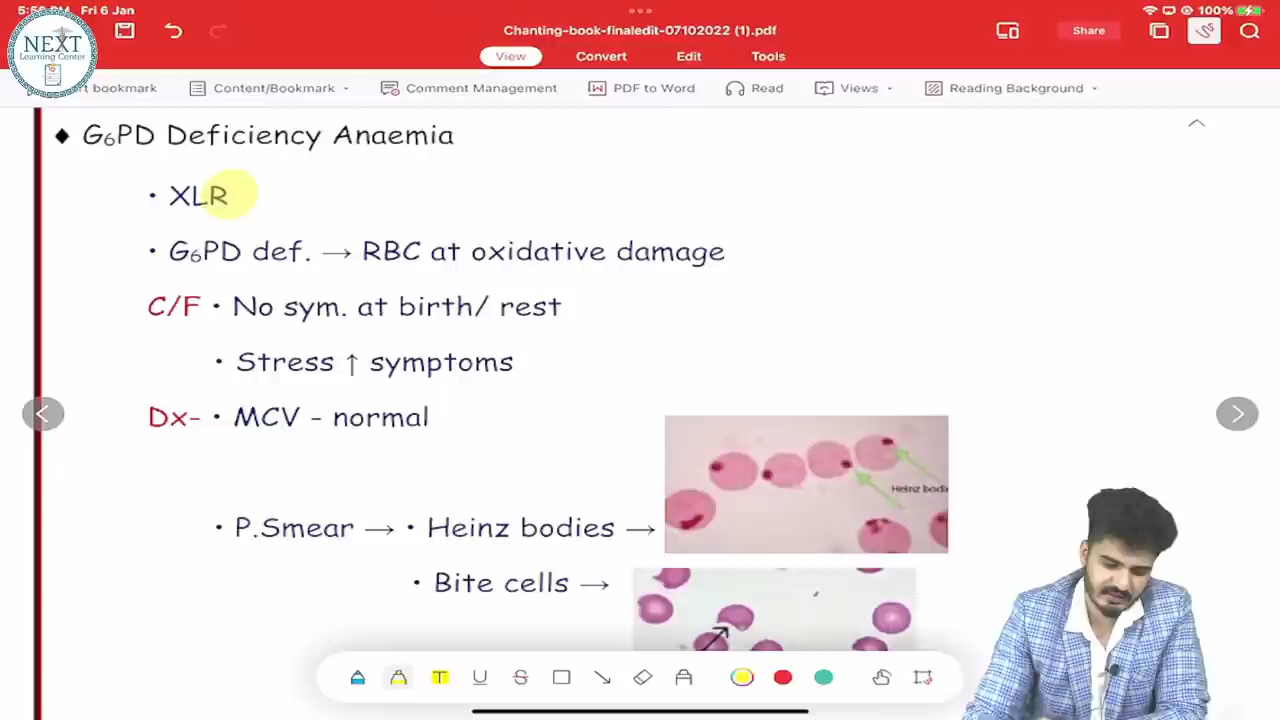 5:56 PM Fri 6 Jan
100%
NEXT
Learning Center
Chanting-book-finaledit-07102022 (1).pdf
Share
View Convert Edit Tools
bookmark Content/Bookmark Comment Management PDF to Word Read Views Reading Background
◆ G₆PD Deficiency Anaemia
• XLR
• G₆PD def. → RBC at oxidative damage
C/F • No sym. at birth/ rest
• Stress ↑ symptoms
Dx- • MCV - normal
• P.Smear → • Heinz bodies →
Heinz bodi
• Bite cells →
T U S A